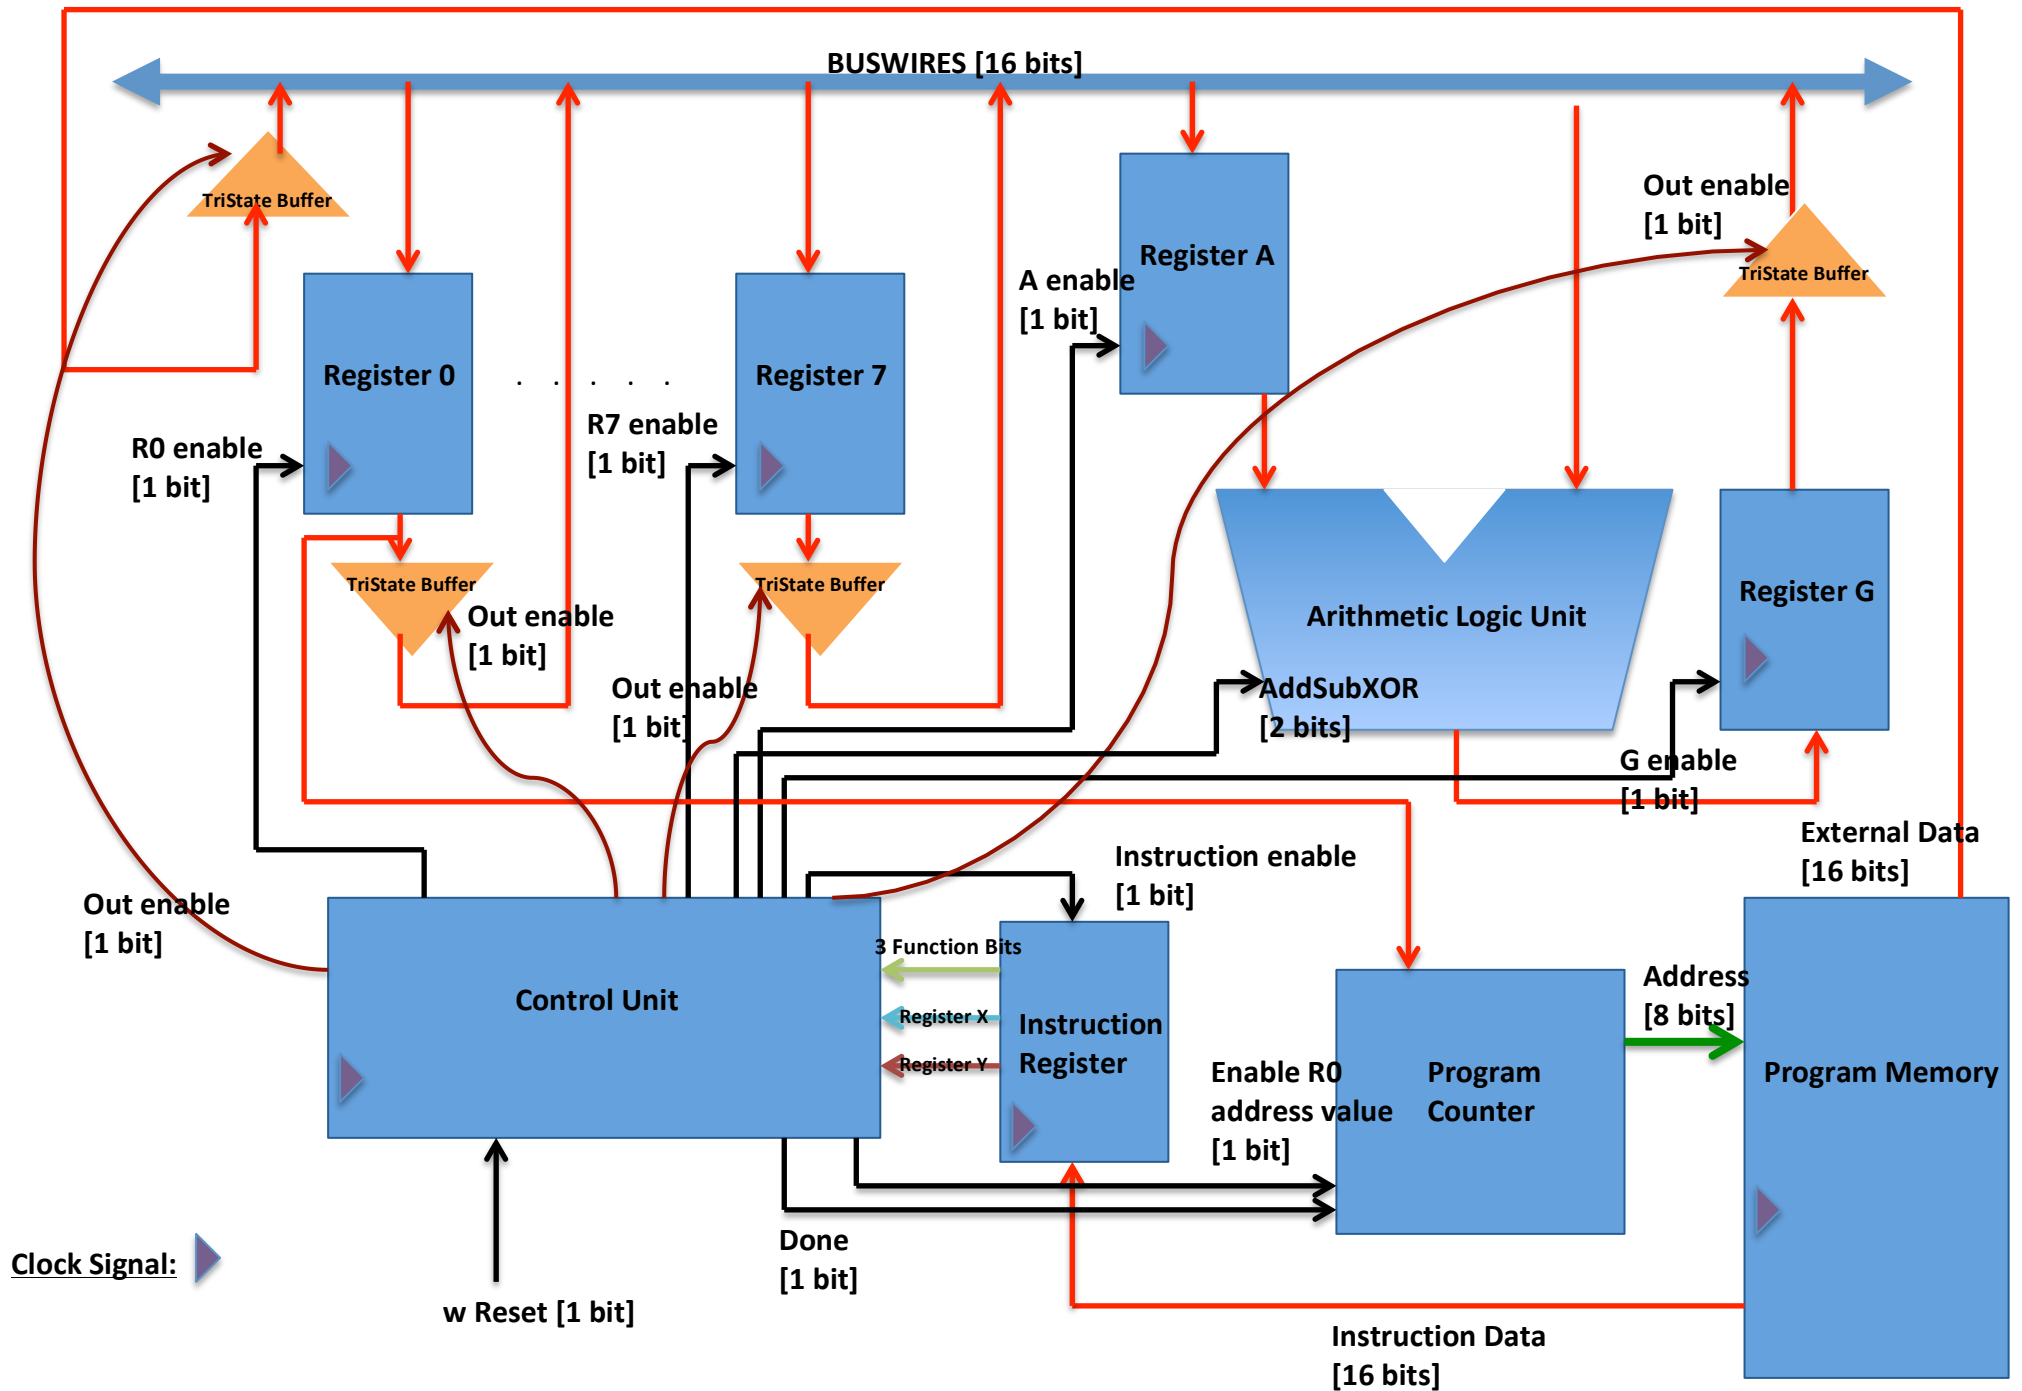 BUSWIRES [16 bits]
TriState Buffer
Out enable
[1 bit]
Register A
TriState Buffer
A enable
[1 bit]
Register 0
. . . . .
Register 7
R0 enable
[1 bit]
R7 enable
[1 bit]
TriState Buffer
Out enable
[1 bit]
TriState Buffer
Out enable
[1 bit]
Arithmetic Logic Unit
AddSubXOR
[2 bits]
Register G
G enable
[1 bit]
External Data
[16 bits]
Instruction enable
[1 bit]
Out enable
[1 bit]
Control Unit
3 Function Bits
Register X
Register Y
Instruction
Register
Enable R0
address value
[1 bit]
Program
Counter
Address
[8 bits]
Program Memory
Done
[1 bit]
Clock Signal:
w Reset [1 bit]
Instruction Data
[16 bits]